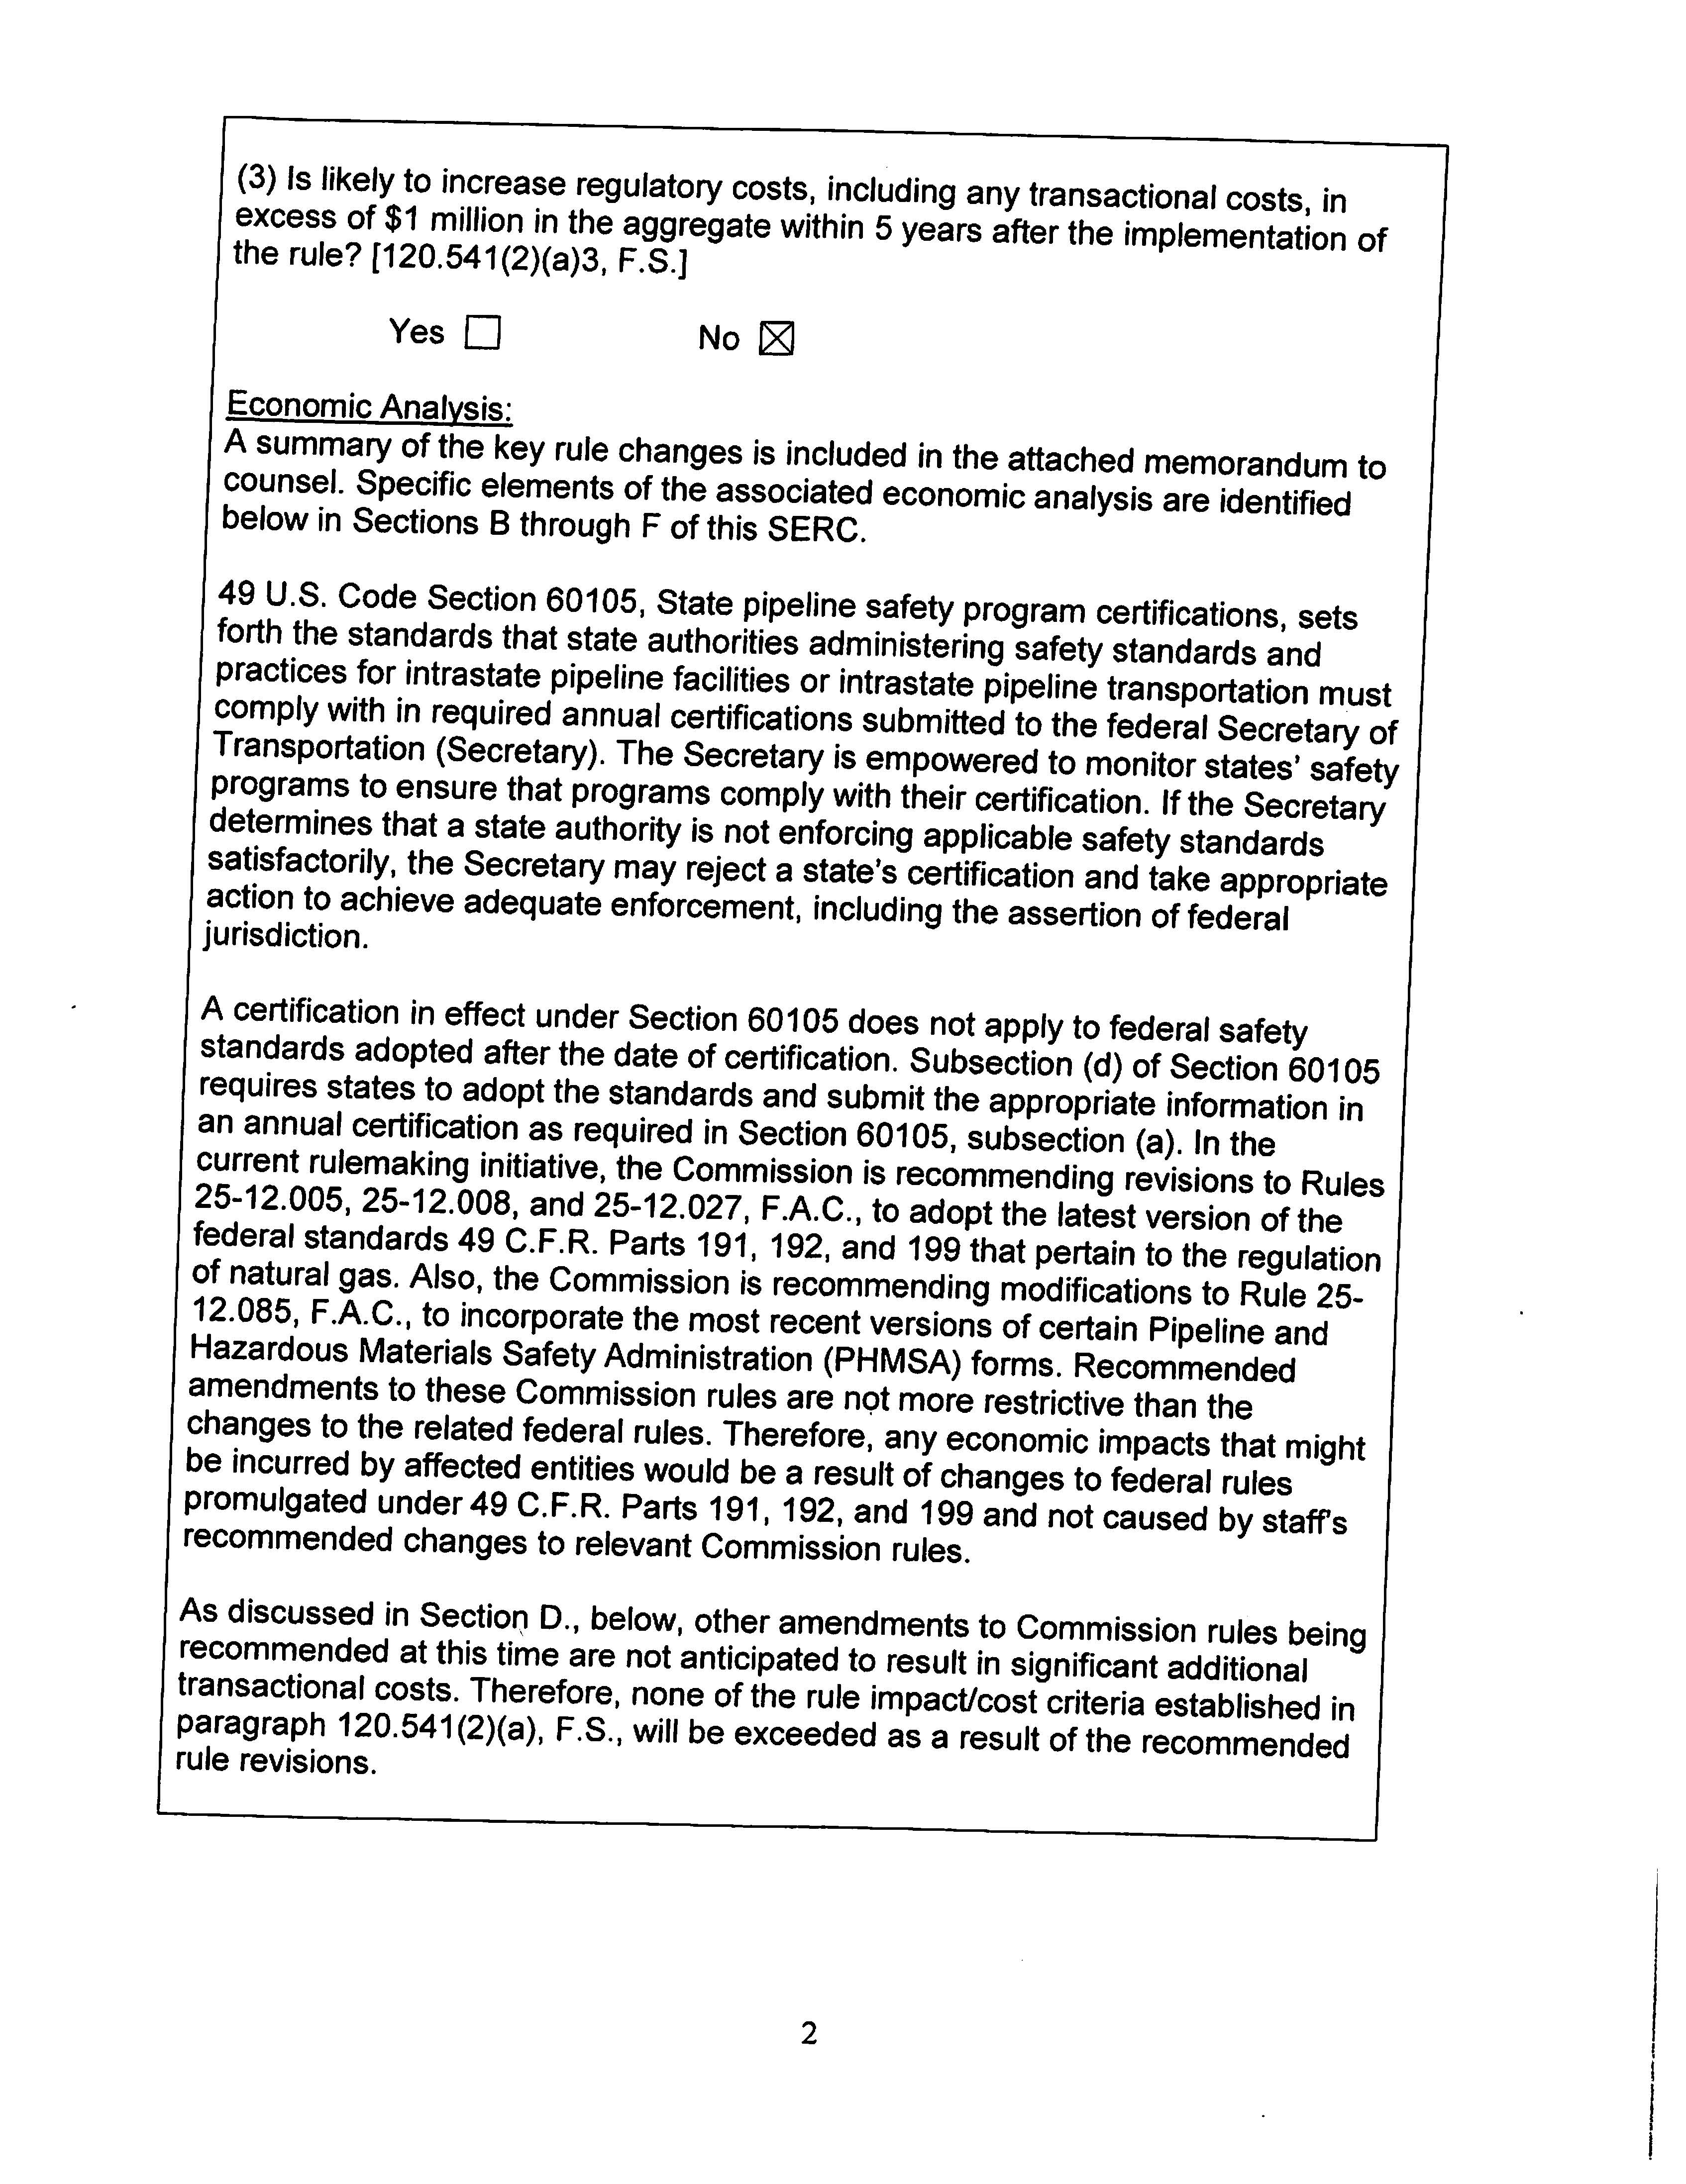 (3) Is likely to increase regulatory costs, including any transactional costs, in
excess of $1 million in the aggregate within 5 years after the implementation of
the rule? [120.541(2)(a)3, F.S.]
Yes ☐ No ☒
Economic Analysis:
A summary of the key rule changes is included in the attached memorandum to
counsel. Specific elements of the associated economic analysis are identified
below in Sections B through F of this SERC.
49 U.S. Code Section 60105, State pipeline safety program certifications, sets
forth the standards that state authorities administering safety standards and
practices for intrastate pipeline facilities or intrastate pipeline transportation must
comply with in required annual certifications submitted to the federal Secretary of
Transportation (Secretary). The Secretary is empowered to monitor states' safety
programs to ensure that programs comply with their certification. If the Secretary
determines that a state authority is not enforcing applicable safety standards
satisfactorily, the Secretary may reject a state's certification and take appropriate
action to achieve adequate enforcement, including the assertion of federal
jurisdiction.
A certification in effect under Section 60105 does not apply to federal safety
standards adopted after the date of certification. Subsection (d) of Section 60105
requires states to adopt the standards and submit the appropriate information in
an annual certification as required in Section 60105, subsection (a). In the
current rulemaking initiative, the Commission is recommending revisions to Rules
25-12.005, 25-12.008, and 25-12.027, F.A.C., to adopt the latest version of the
federal standards 49 C.F.R. Parts 191, 192, and 199 that pertain to the regulation
of natural gas. Also, the Commission is recommending modifications to Rule 25-
12.085, F.A.C., to incorporate the most recent versions of certain Pipeline and
Hazardous Materials Safety Administration (PHMSA) forms. Recommended
amendments to these Commission rules are not more restrictive than the
changes to the related federal rules. Therefore, any economic impacts that might
be incurred by affected entities would be a result of changes to federal rules
promulgated under 49 C.F.R. Parts 191, 192, and 199 and not caused by staff's
recommended changes to relevant Commission rules.
As discussed in Section D., below, other amendments to Commission rules being
recommended at this time are not anticipated to result in significant additional
transactional costs. Therefore, none of the rule impact/cost criteria established in
paragraph 120.541(2)(a), F.S., will be exceeded as a result of the recommended
rule revisions.
2